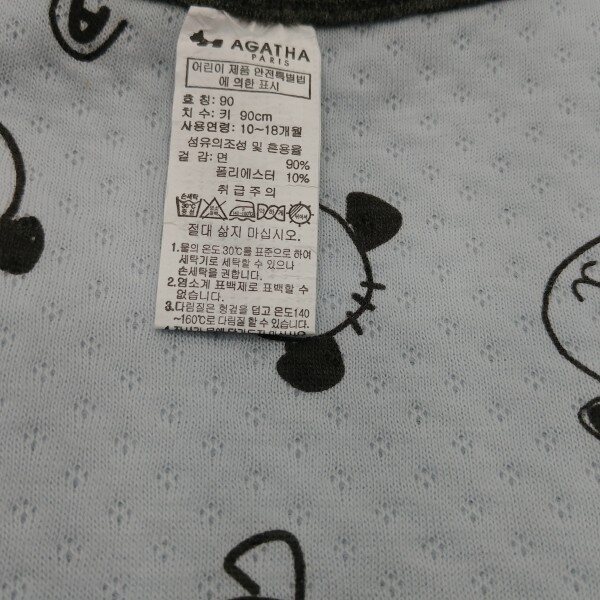 AGATHA
PARIS
어린이 제품 안전특별법
에 의한 표시
호 칭: 90
치 수: 키 90cm
사용연령: 10~18개월
섬유의조성 및 혼용율
겉 감: 면 90%
폴리에스터 10%
취급주의
손세탁
절대 삶지 마십시오.
1.물의 온도 30℃를 표준으로 하여
세탁기로 세탁할 수 있으나
손세탁을 권합니다.
2.염소계 표백제로 표백할 수
없습니다.
3.다림질은 헝겊을 덮고 온도140
~160℃로 다림질 할 수 있습니다.